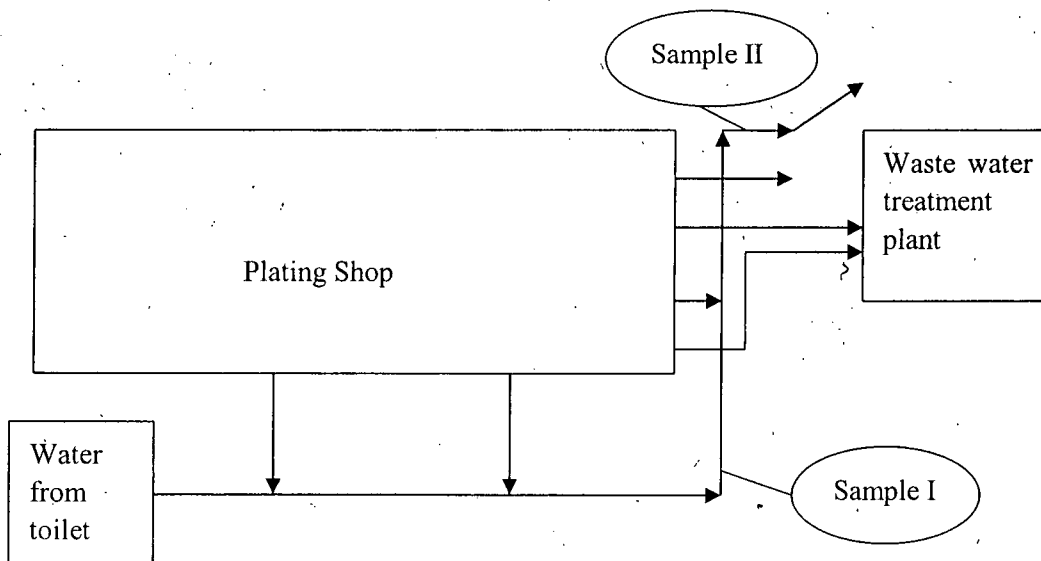 Sample II
Waste water
treatment
plant
Plating Shop
Water
from
toilet
Sample I